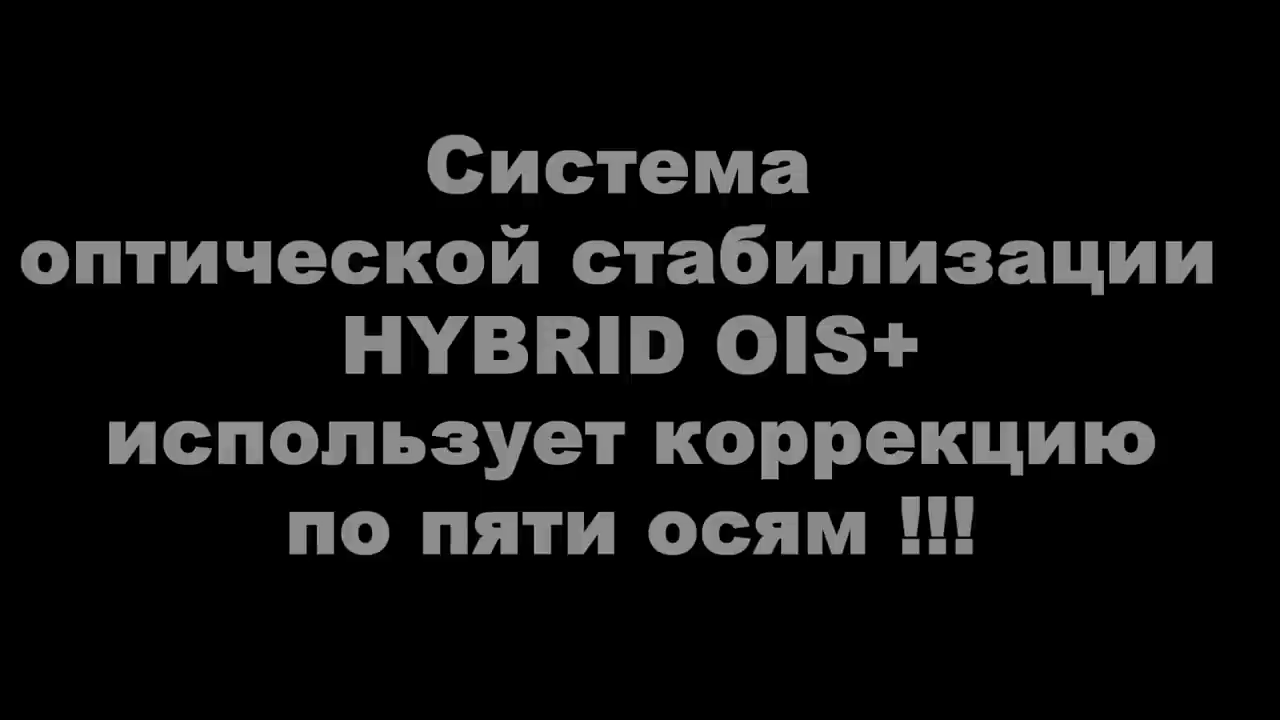 Система
оптической стабилизации
HYBRID OIS+
использует коррекцию
по пяти осям !!!